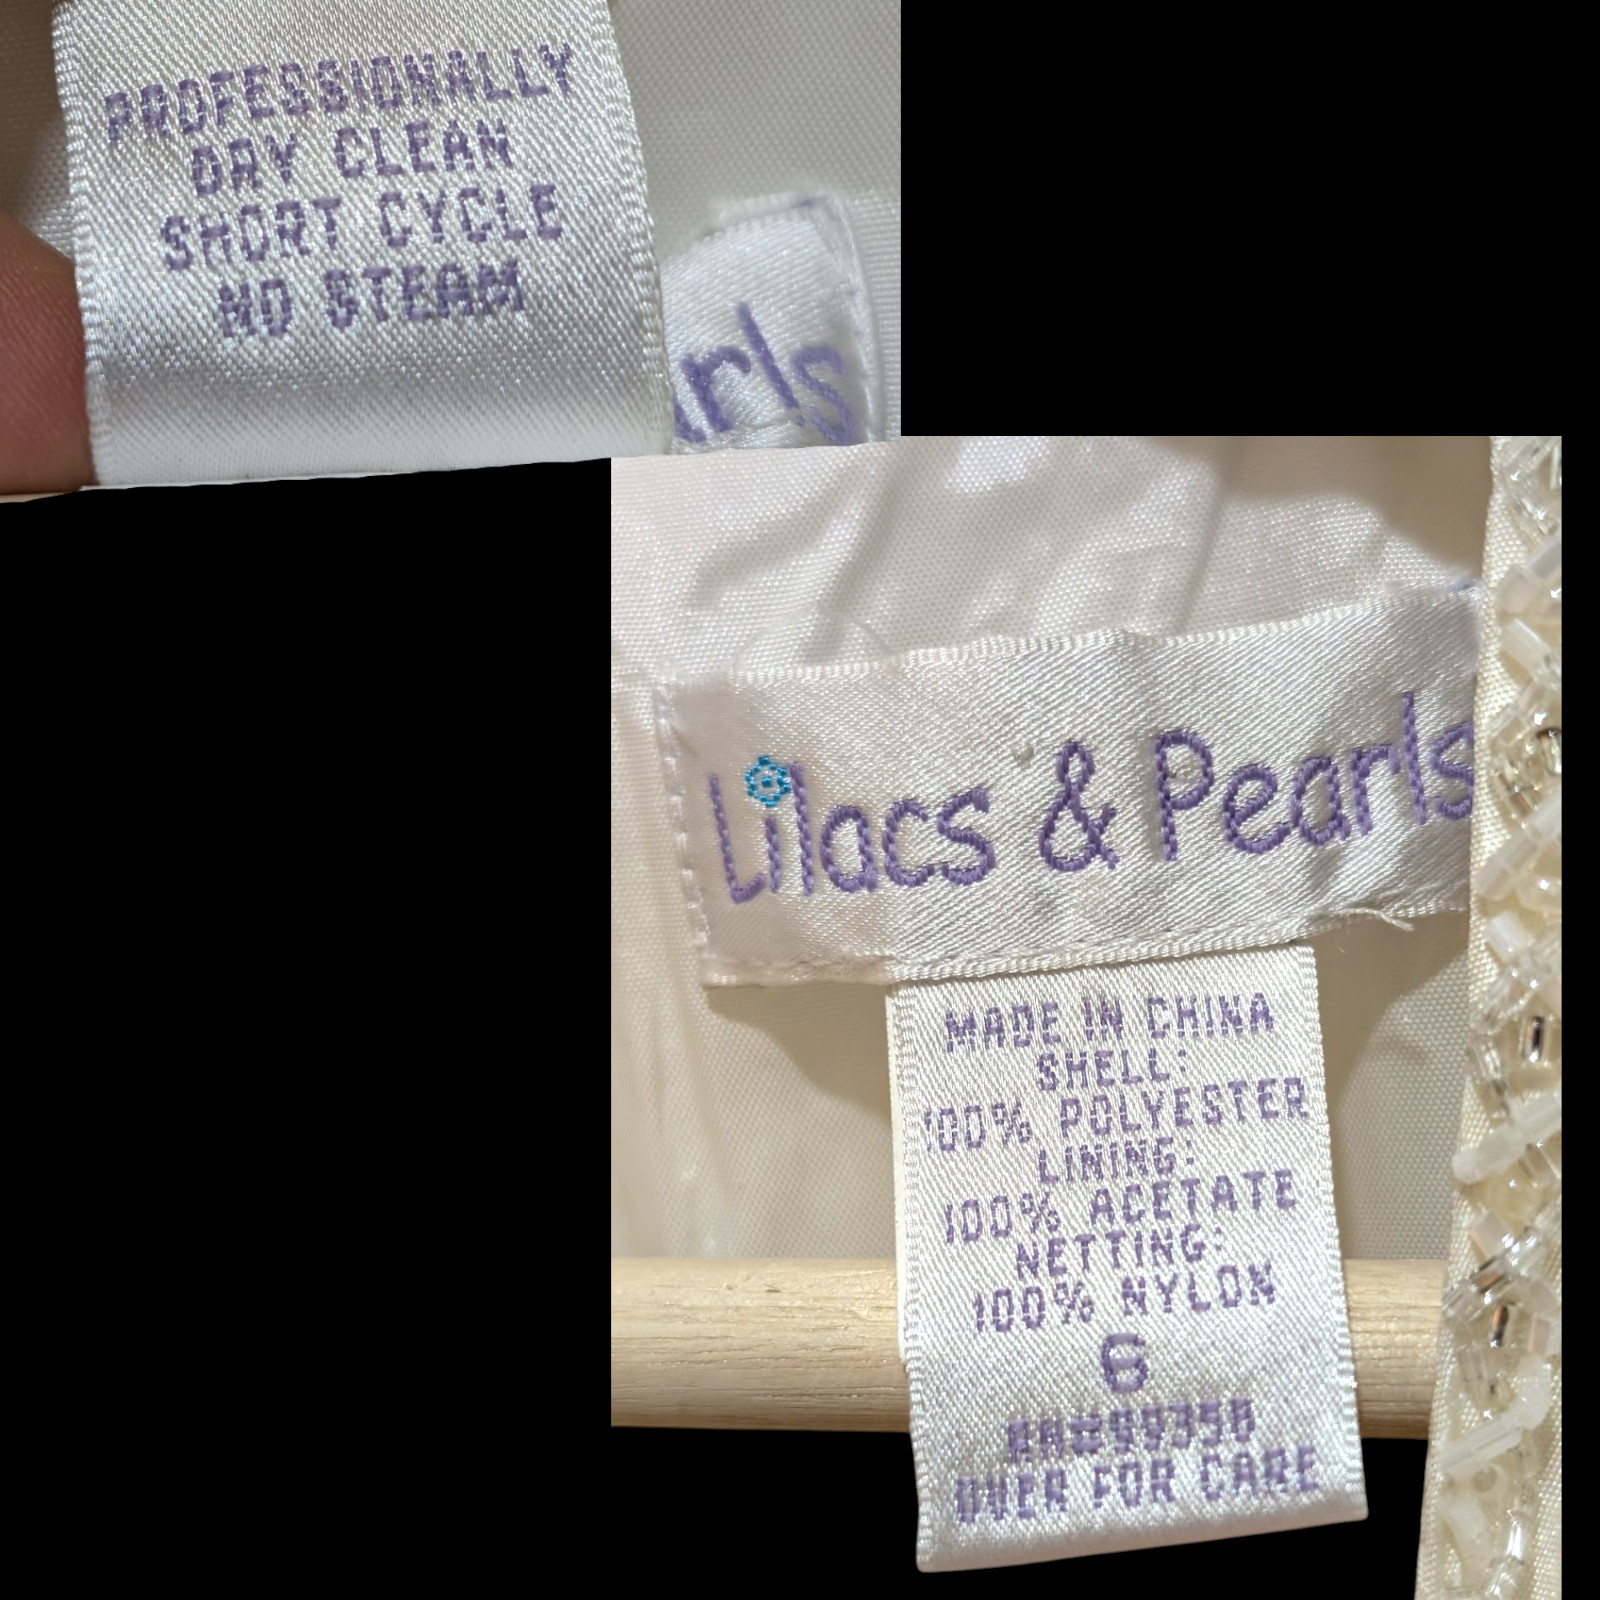 PROFESSIONALLY
DRY CLEAN
SHORT CYCLE
NO STEAM
arls
Lilacs & Pearls
MADE IN CHINA
SHELL:
100% POLYESTER
LINING:
100% ACETATE
NETTING:
100% NYLON
6
OVER FOR CARE